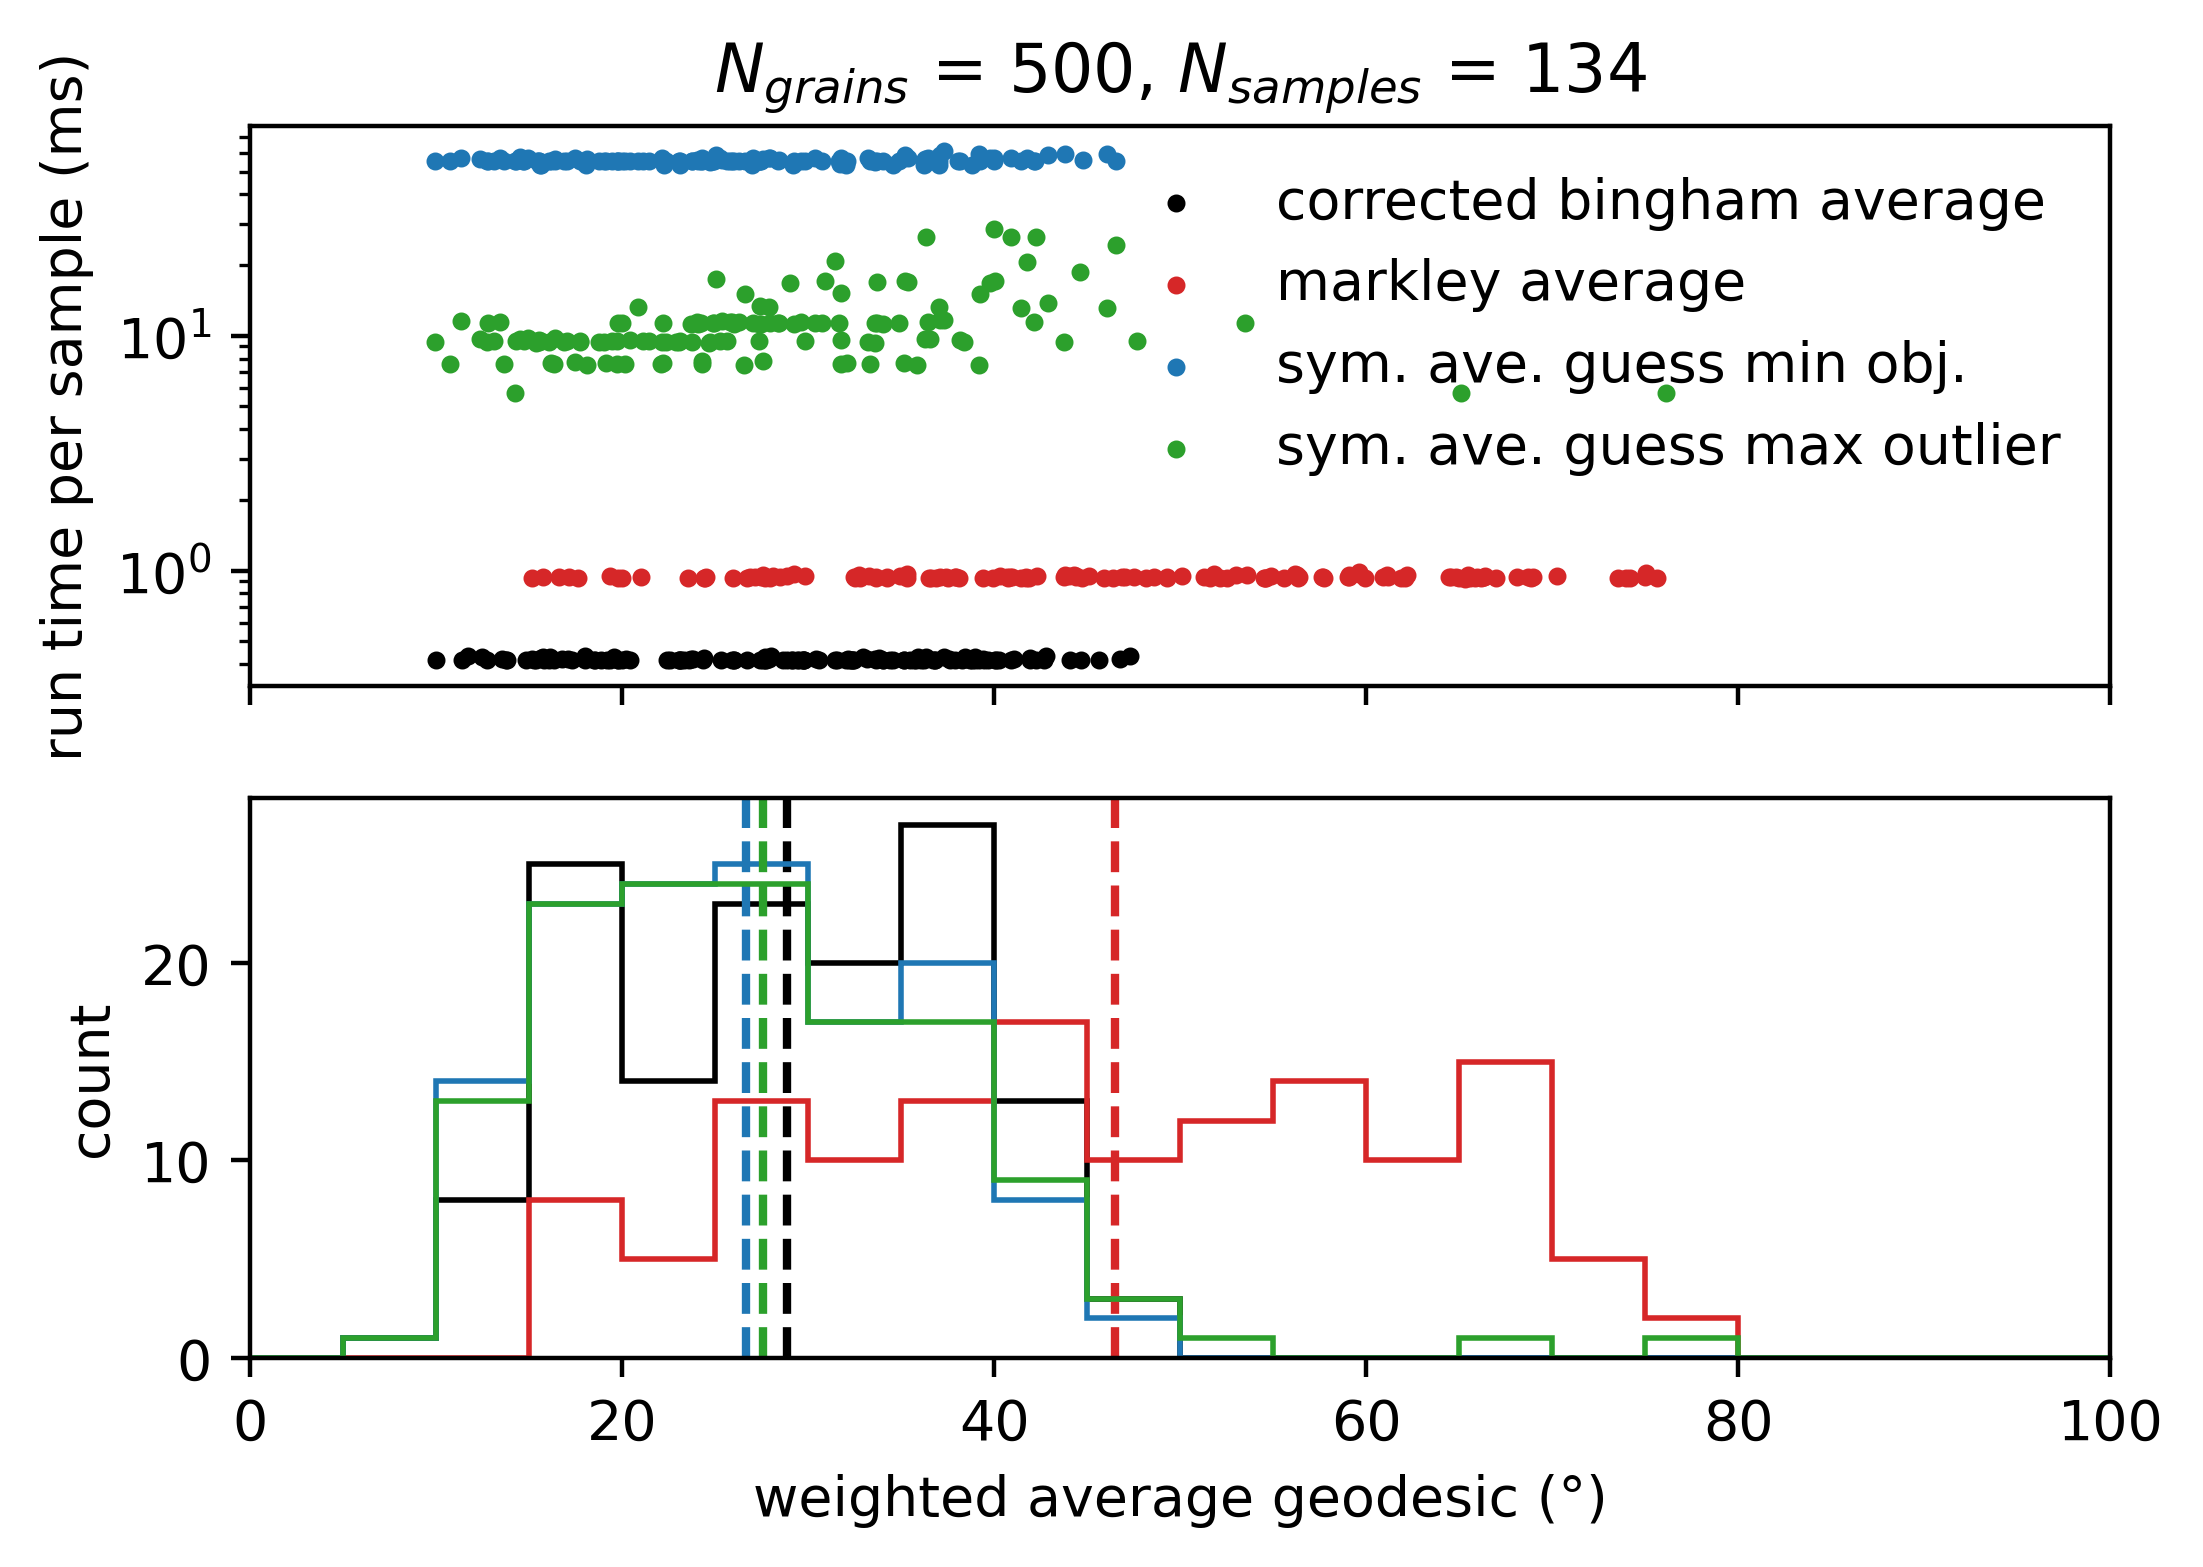 N_grains = 500, N_samples = 134
run time per sample (ms)
10^1
10^0
corrected bingham average
markley average
sym. ave. guess min obj.
sym. ave. guess max outlier
count
20
10
0
0 20 40 60 80 100
weighted average geodesic (°)